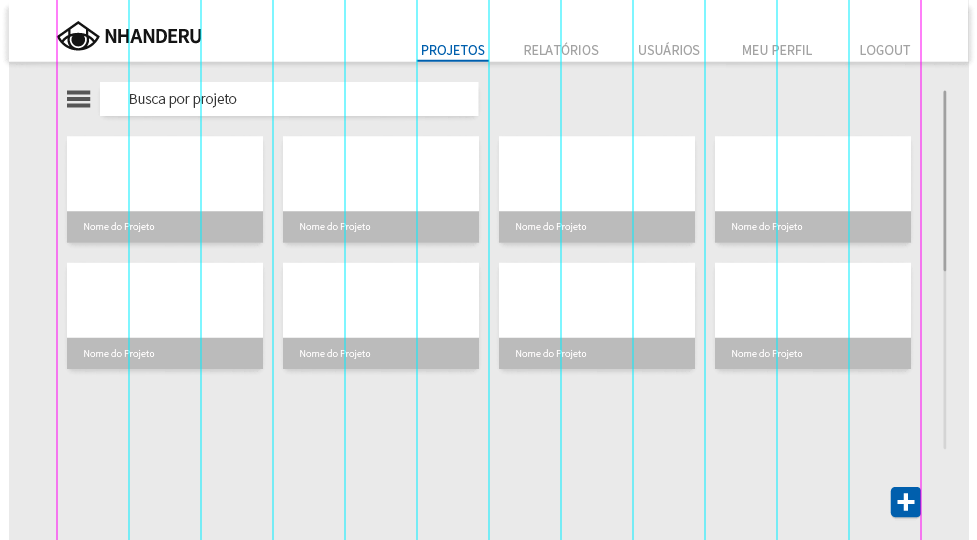 NHANDERU
PROJETOS RELATÓRIOS USUÁRIOS MEU PERFIL LOGOUT
Busca por projeto
Nome do Projeto Nome do Projeto Nome do Projeto Nome do Projeto
Nome do Projeto Nome do Projeto Nome do Projeto Nome do Projeto